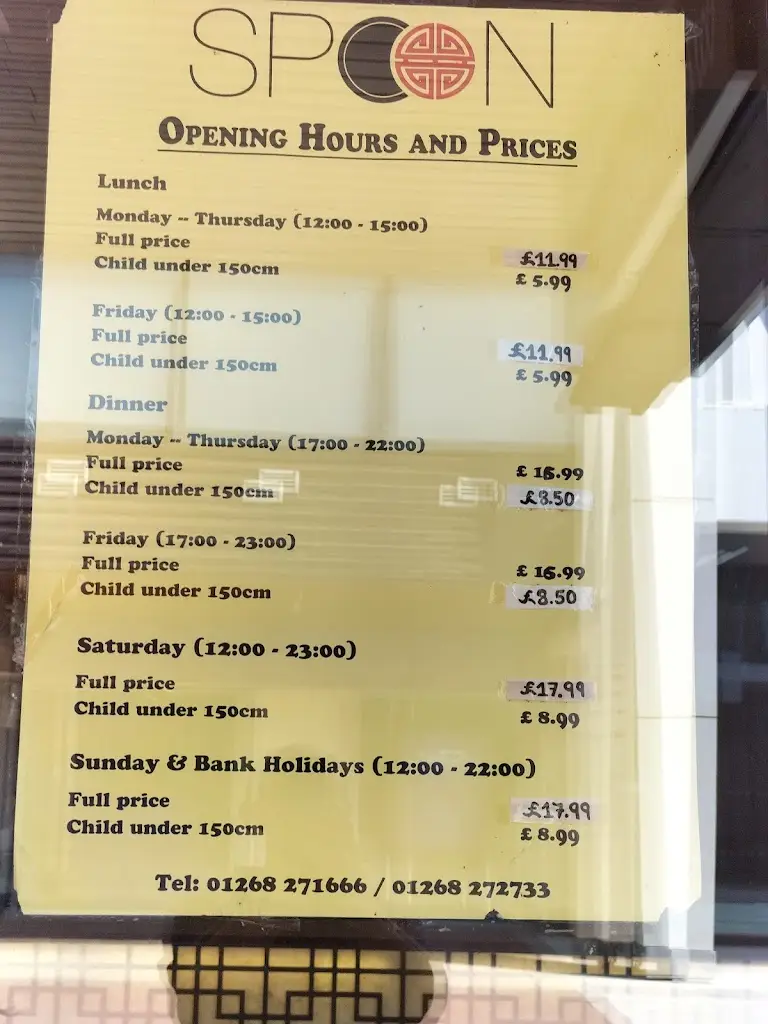 SPOON
OPENING HOURS AND PRICES
Lunch
Monday -- Thursday (12:00 - 15:00)
Full price £11.99
Child under 150cm £ 5.99
Friday (12:00 - 15:00)
Full price £11.99
Child under 150cm £ 5.99
Dinner
Monday -- Thursday (17:00 - 22:00)
Full price £ 16.99
Child under 150cm £8.50
Friday (17:00 - 23:00)
Full price £ 16.99
Child under 150cm £8.50
Saturday (12:00 - 23:00)
Full price £17.99
Child under 150cm £ 8.99
Sunday & Bank Holidays (12:00 - 22:00)
Full price £17.99
Child under 150cm £ 8.99
Tel: 01268 271666 / 01268 272733